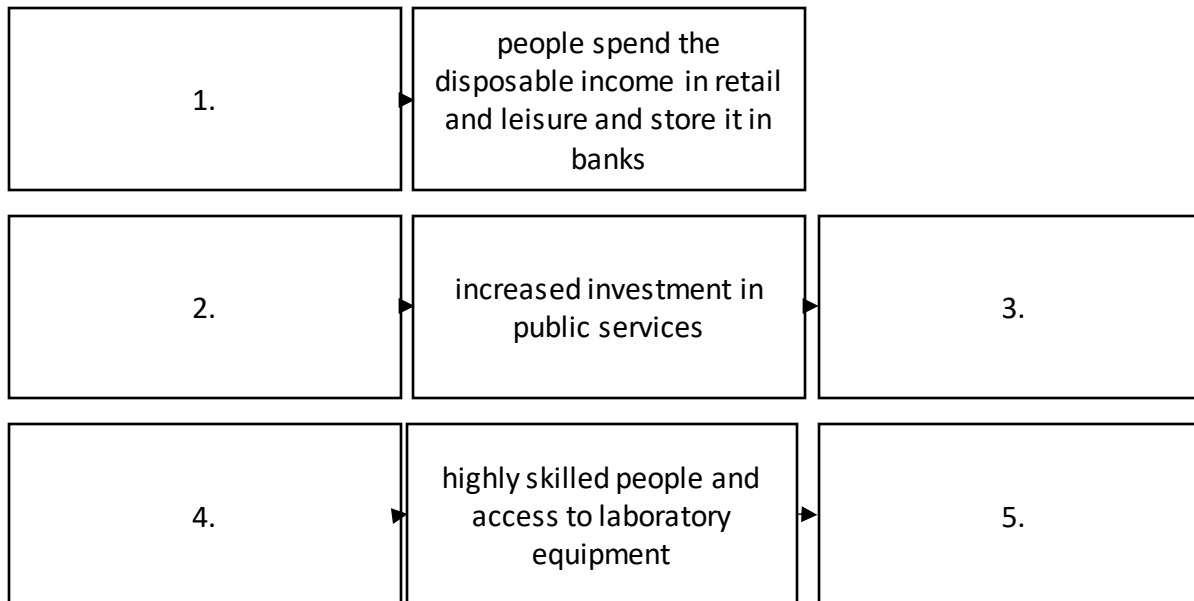 1.
people spend the
disposable income in retail
and leisure and store it in
banks
2.
increased investment in
public services
3.
4.
highly skilled people and
access to laboratory
equipment
5.